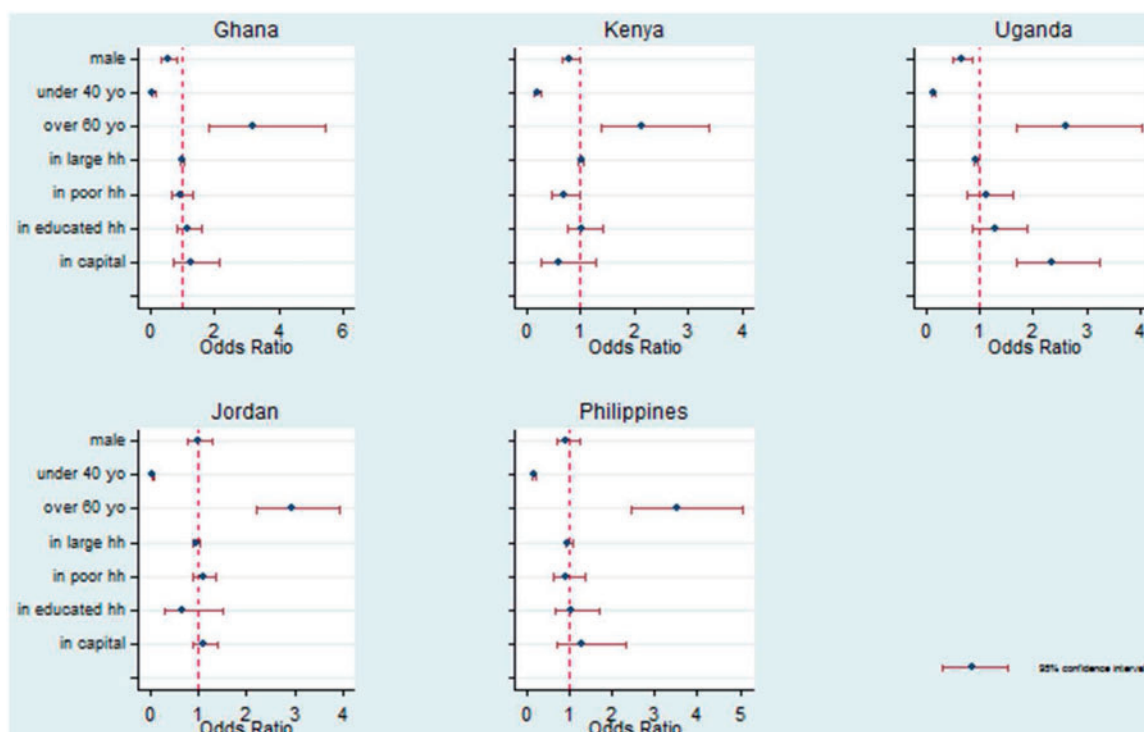 Ghana
Kenya
Uganda
male
under 40 yo
over 60 yo
in large hh
in poor hh
in educated hh
in capital
0 2 4 6
0 1 2 3 4
0 1 2 3 4
Odds Ratio
Odds Ratio
Odds Ratio
Jordan
Philippines
male
under 40 yo
over 60 yo
in large hh
in poor hh
in educated hh
in capital
95% confidence interva
0 1 2 3 4
0 1 2 3 4 5
Odds Ratio
Odds Ratio